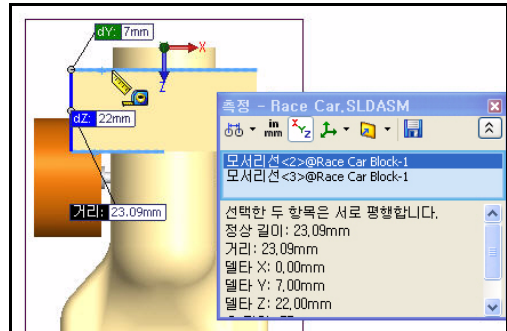 dY: 7mm
X
Z
dZ: 22mm
거리: 23.09mm
측정 - Race Car.SLDASM
in
mm
XYZ
모서리선<2>@Race Car Block-1
모서리선<3>@Race Car Block-1
선택한 두 항목은 서로 평행합니다.
정상 길이: 23.09mm
거리: 23.09mm
델타 X: 0.00mm
델타 Y: 7.00mm
델타 Z: 22.00mm